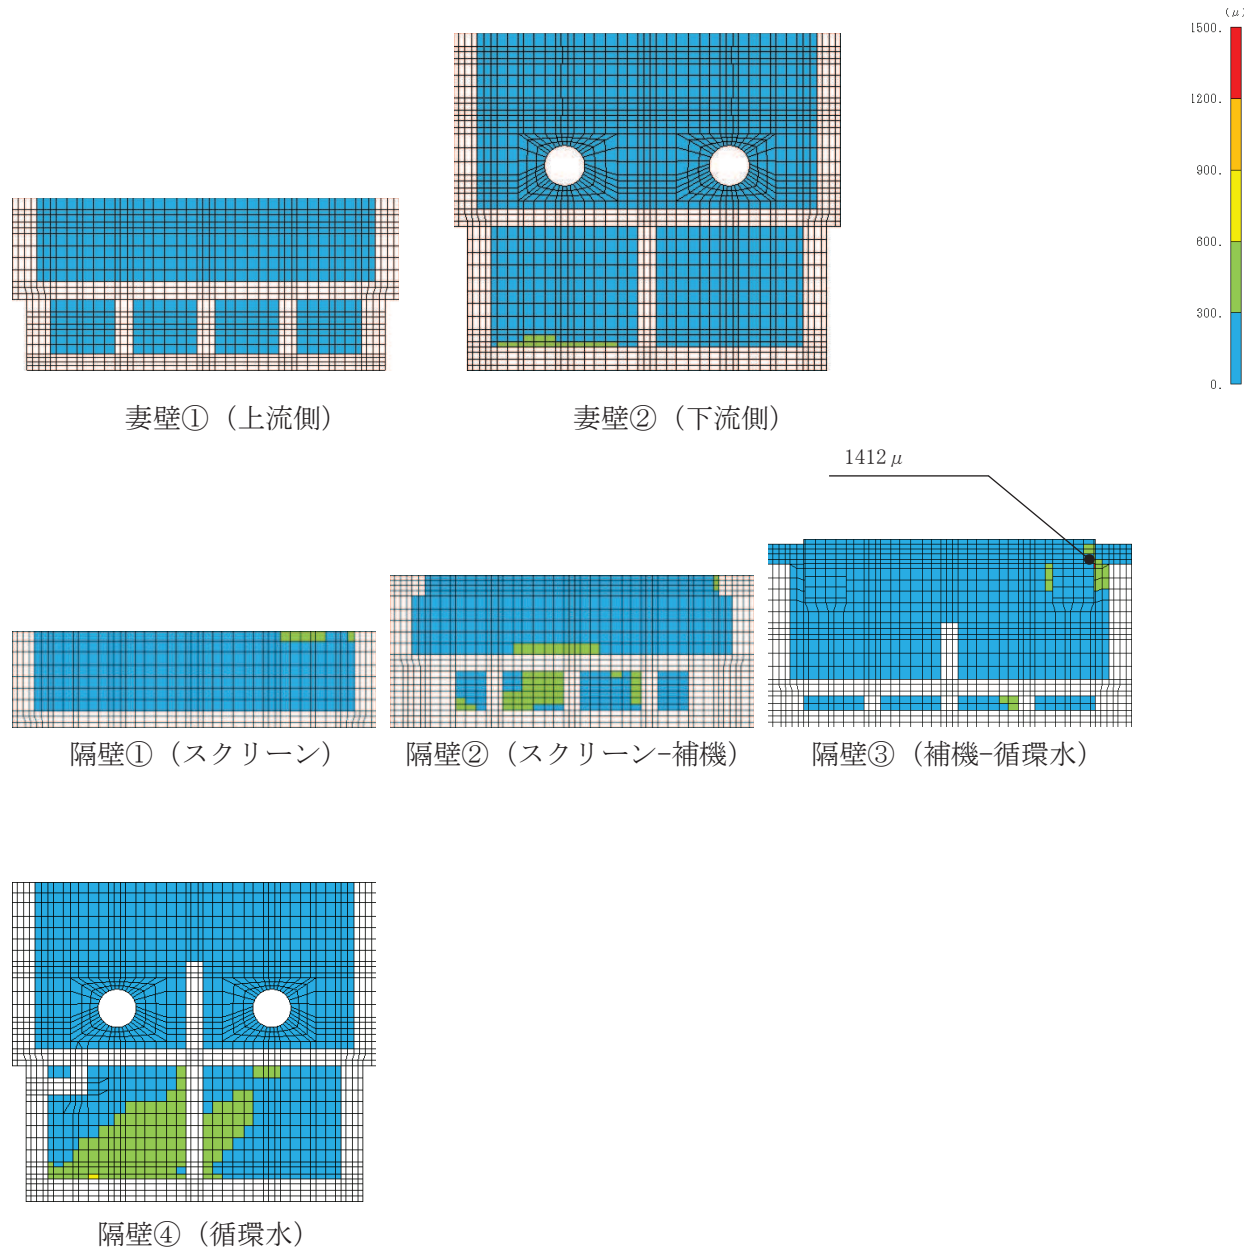 (μ)
1500.
1200.
900.
600.
300.
0.
妻壁①（上流側）
妻壁②（下流側）
1412μ
隔壁①（スクリーン）
隔壁②（スクリーン-補機）
隔壁③（補機-循環水）
隔壁④（循環水）